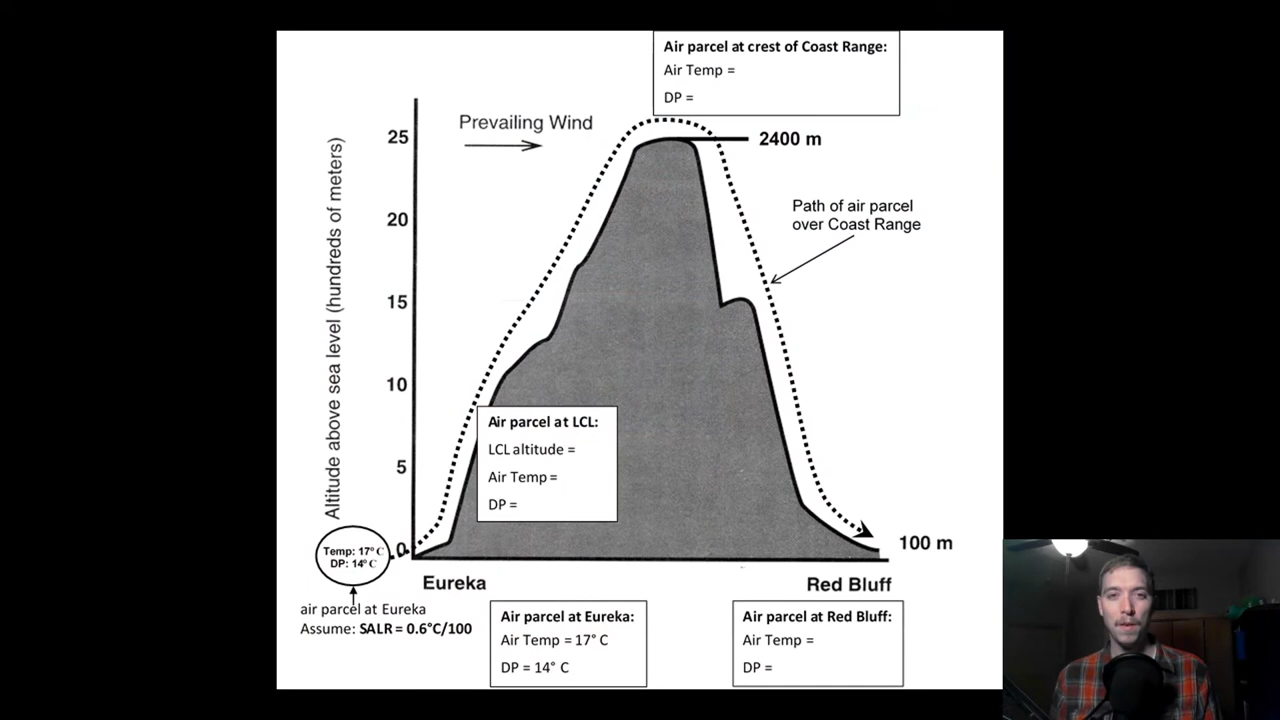 Air parcel at crest of Coast Range:
Air Temp =
DP =
Prevailing Wind
25
2400 m
Altitude above sea level (hundreds of meters)
20
Path of air parcel
over Coast Range
15
10
Air parcel at LCL:
LCL altitude =
Air Temp =
DP =
5
0
Temp: 17° C
DP: 14° C
100 m
Eureka
Red Bluff
air parcel at Eureka
Assume: SALR = 0.6°C/100
Air parcel at Eureka:
Air Temp = 17° C
DP = 14° C
Air parcel at Red Bluff:
Air Temp =
DP =